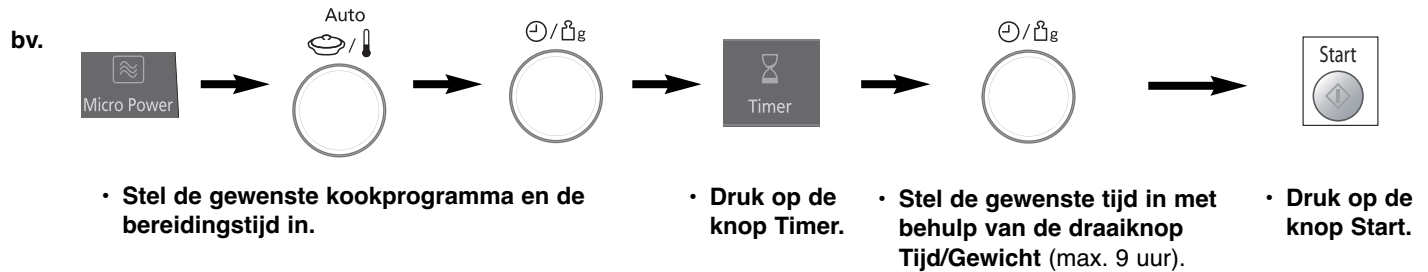 bv.
Auto
/
/ g
/ g
Micro Power
Timer
Start
• Stel de gewenste kookprogramma en de
bereidingstijd in.
• Druk op de
knop Timer.
• Stel de gewenste tijd in met
behulp van de draaiknop
Tijd/Gewicht (max. 9 uur).
• Druk op de
knop Start.